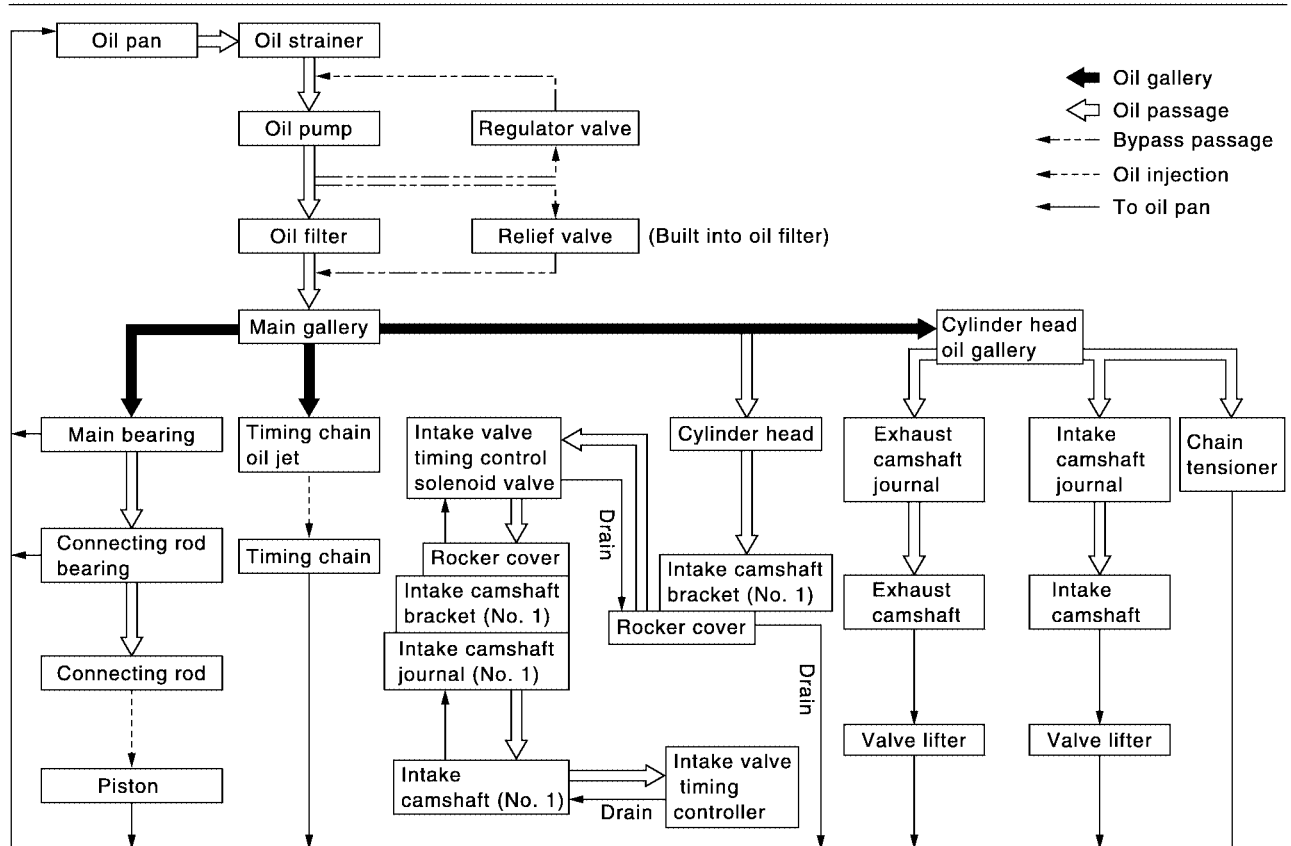 Oil pan
Oil strainer
Oil gallery
Oil passage
Bypass passage
Oil injection
To oil pan
Oil pump
Regulator valve
Oil filter
Relief valve
(Built into oil filter)
Main gallery
Cylinder head
oil gallery
Main bearing
Timing chain
oil jet
Intake valve
timing control
solenoid valve
Cylinder head
Exhaust
camshaft
journal
Intake
camshaft
journal
Chain
tensioner
Drain
Connecting rod
bearing
Timing chain
Rocker cover
Intake camshaft
bracket (No. 1)
Intake camshaft
journal (No. 1)
Intake camshaft
bracket (No. 1)
Rocker cover
Exhaust
camshaft
Intake
camshaft
Connecting rod
Drain
Valve lifter
Valve lifter
Piston
Intake
camshaft (No. 1)
Drain
Intake valve
timing
controller